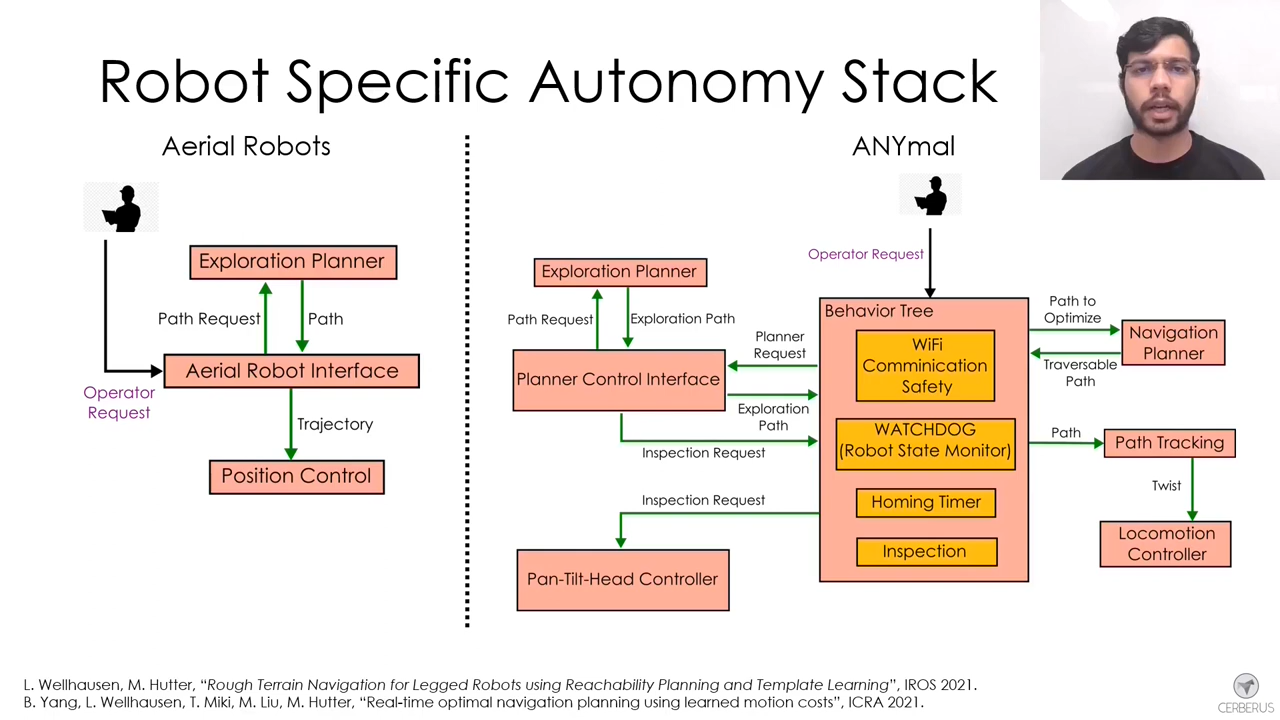 Robot Specific Autonomy Stack
Aerial Robots
Exploration Planner
Path Request
Path
Aerial Robot Interface
Operator
Request
Trajectory
Position Control
ANYmal
Operator Request
Exploration Planner
Path Request
Exploration Path
Planner Control Interface
Planner
Request
Exploration
Path
Inspection Request
Inspection Request
Pan-Tilt-Head Controller
Behavior Tree
WiFi
Comminication
Safety
WATCHDOG
(Robot State Monitor)
Homing Timer
Inspection
Path to
Optimize
Navigation
Planner
Traversable
Path
Path
Path Tracking
Twist
Locomotion
Controller
L. Wellhausen, M. Hutter, “Rough Terrain Navigation for Legged Robots using Reachability Planning and Template Learning”, IROS 2021.
B. Yang, L. Wellhausen, T. Miki, M. Liu, M. Hutter, “Real-time optimal navigation planning using learned motion costs”, ICRA 2021.
CERBERUS